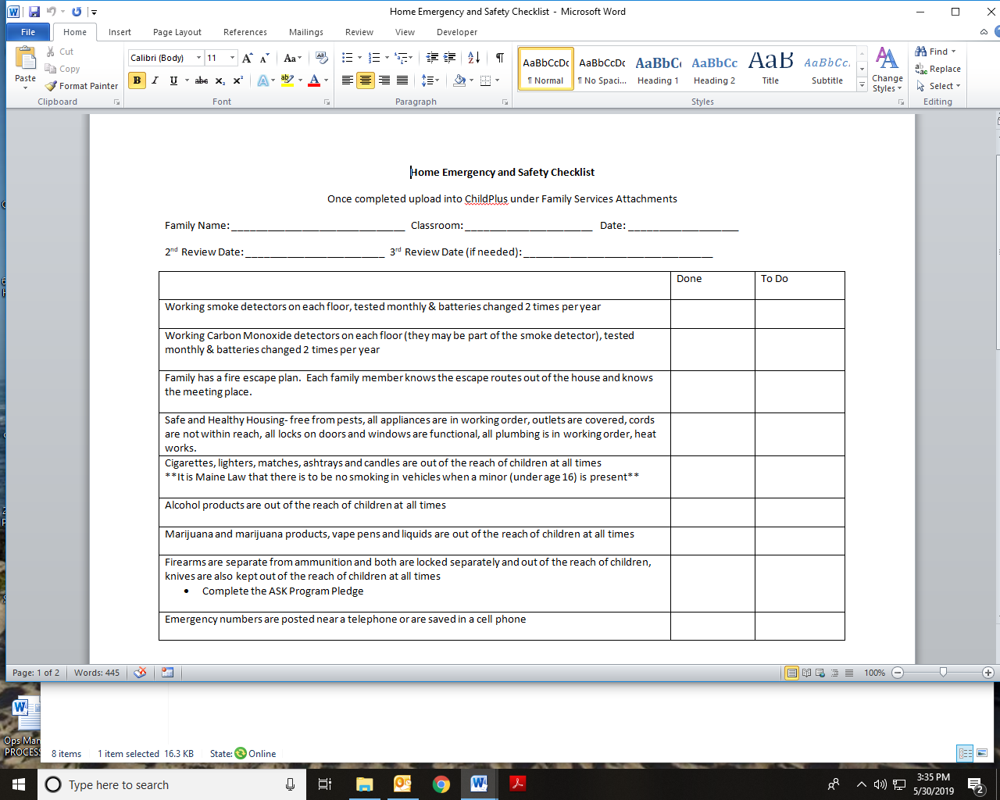 Home Emergency and Safety Checklist - Microsoft Word
File Home Insert Page Layout References Mailings Review View Developer
Paste
Cut
Copy
Format Painter
Clipboard
Calibri (Body) 11
Font
Paragraph
AaBbCcDc AaBbCcDc AaBbC AaBbCc AaB AaBbCc.
¶ Normal ¶ No Spaci... Heading 1 Heading 2 Title Subtitle
Change Styles
Styles
Find
Replace
Select
Editing
Home Emergency and Safety Checklist
Once completed upload into ChildPlus under Family Services Attachments
Family Name: ____________________________ Classroom: _____________________ Date: __________________
2nd Review Date: _______________________ 3rd Review Date (if needed): _______________________________
Done To Do
Working smoke detectors on each floor, tested monthly & batteries changed 2 times per year
Working Carbon Monoxide detectors on each floor (they may be part of the smoke detector), tested
monthly & batteries changed 2 times per year
Family has a fire escape plan. Each family member knows the escape routes out of the house and knows
the meeting place.
Safe and Healthy Housing- free from pests, all appliances are in working order, outlets are covered, cords
are not within reach, all locks on doors and windows are functional, all plumbing is in working order, heat
works.
Cigarettes, lighters, matches, ashtrays and candles are out of the reach of children at all times
**It is Maine Law that there is to be no smoking in vehicles when a minor (under age 16) is present**
Alcohol products are out of the reach of children at all times
Marijuana and marijuana products, vape pens and liquids are out of the reach of children at all times
Firearms are separate from ammunition and both are locked separately and out of the reach of children,
knives are also kept out of the reach of children at all times
• Complete the ASK Program Pledge
Emergency numbers are posted near a telephone or are saved in a cell phone
Page: 1 of 2 Words: 445 100%
Ops Man
PROCESS
8 items 1 item selected 16.3 KB State: Online
Type here to search
3:35 PM
5/30/2019
2